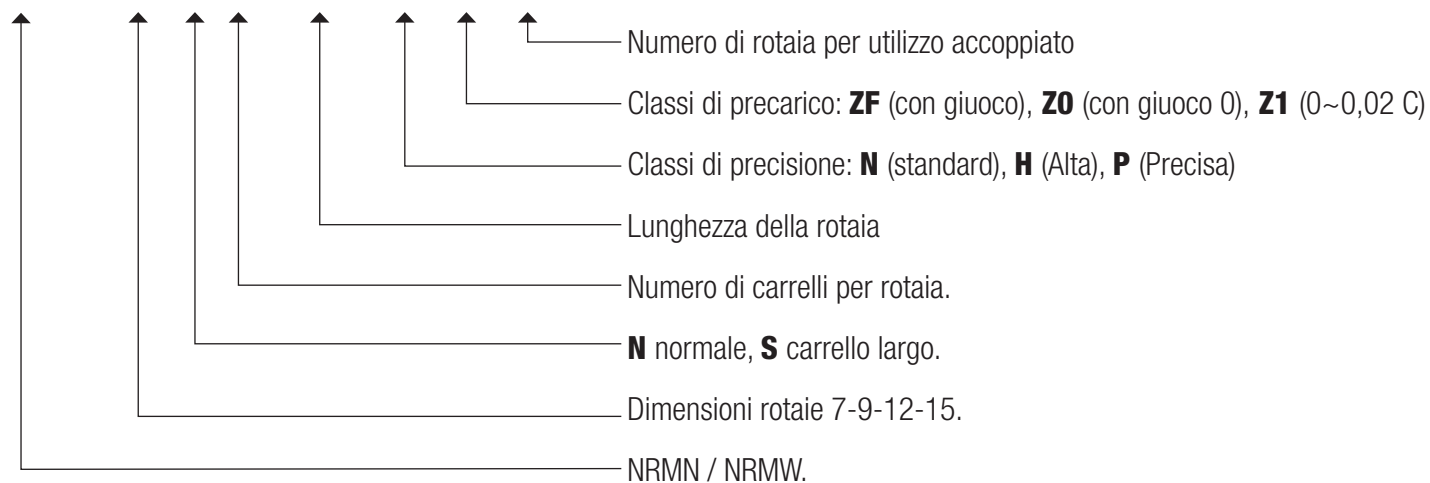 Numero di rotaia per utilizzo accoppiato
Classi di precarico: ZF (con giuoco), Z0 (con giuoco 0), Z1 (0~0,02 C)
Classi di precisione: N (standard), H (Alta), P (Precisa)
Lunghezza della rotaia
Numero di carrelli per rotaia.
N normale, S carrello largo.
Dimensioni rotaie 7-9-12-15.
NRMN / NRMW.